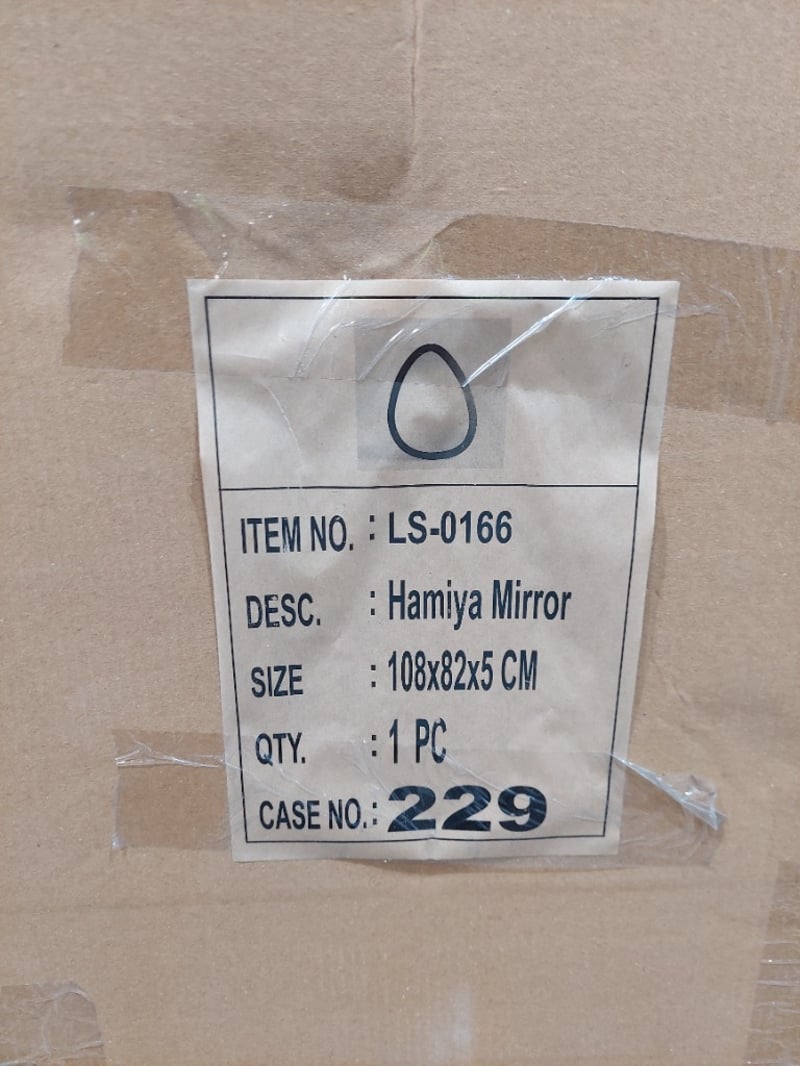 ITEM NO. : LS-0166
DESC. : Hamiya Mirror
SIZE : 108x82x5 CM
QTY. : 1 PC
CASE NO. : 229